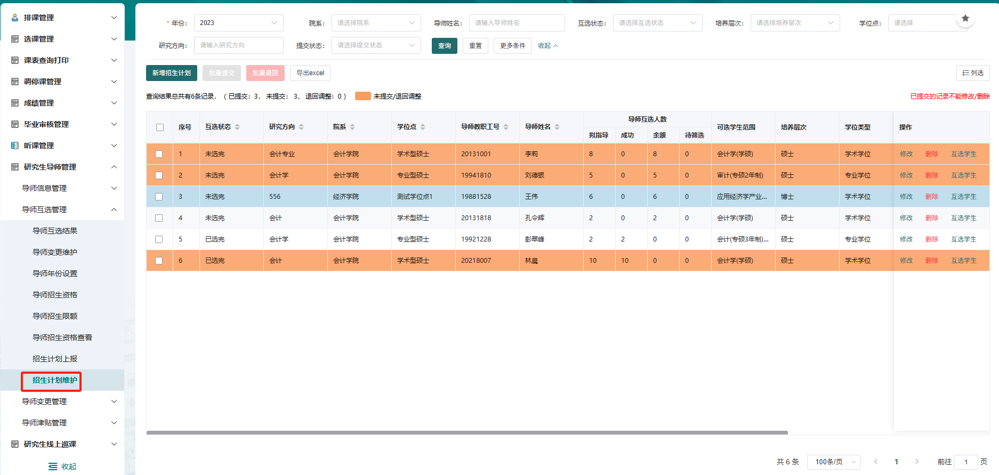 排课管理
选课管理
课表查询打印
调停课管理
成绩管理
毕业审核管理
听课管理
研究生导师管理
导师信息管理
导师互选管理
导师互选结果
导师变更维护
导师年份设置
导师招生资格
导师招生限额
导师招生资格查看
招生计划上报
招生计划维护
导师变更管理
导师津贴管理
研究生线上巡课
收起
* 年份： 2023 院系： 请选择院系 导师姓名： 请输入导师姓名 互选状态： 请选择互选状态 培养层次： 请选择培养层次 学位点： 请选择
研究方向： 请输入研究方向 提交状态： 请选择提交状态 查询 重置 更多条件 收起
新增招生计划 批量提交 批量退回 导出excel 列选
查询结果总共有6条记录，（ 已提交：3， 未提交： 3， 退回调整：0 ） 未提交/退回调整 已提交的记录不能修改/删除
序号 互选状态 研究方向 院系 学位点 导师教职工号 导师姓名 导师互选人数 可选学生范围 培养层次 学位类型 操作
拟指导 成功 余额 待筛选
1 未选完 会计专业 会计学院 学术型硕士 20131001 李莉 8 0 8 0 会计学(学硕) 硕士 学术学位 修改 删除 互选学生
2 未选完 会计学 会计学院 专业型硕士 19941810 刘德银 5 0 5 0 审计(专硕2年制) 硕士 专业学位 修改 删除 互选学生
3 未选完 556 经济学院 测试学位点1 19881528 王伟 6 0 6 0 应用经济学产业... 博士 学术学位 修改 删除 互选学生
4 未选完 会计 会计学院 学术型硕士 20131818 孔令辉 2 0 2 0 会计学(学硕) 硕士 学术学位 修改 删除 互选学生
5 已选完 会计学 会计学院 专业型硕士 19921228 彭翠峰 2 2 0 0 会计(专硕3年制)... 硕士 专业学位 修改 删除 互选学生
6 已选完 会计 会计学院 学术型硕士 20218007 林晨 10 10 0 0 会计学(学硕) 硕士 学术学位 修改 删除 互选学生
共 6 条 100条/页 1 前往 1 页